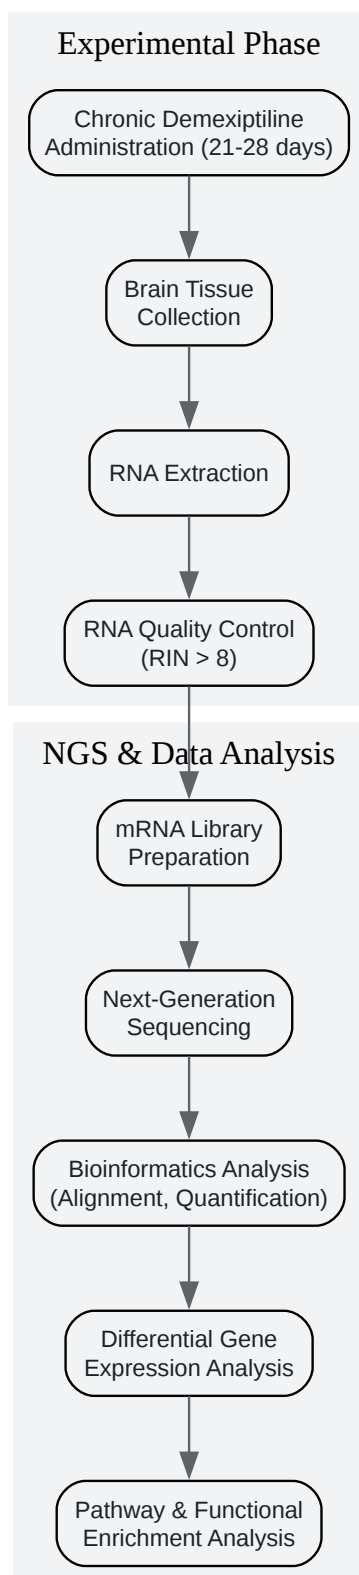 Experimental Phase
Chronic Demexiptiline
Administration (21-28 days)
Brain Tissue
Collection
RNA Extraction
RNA Quality Control
(RIN > 8)
NGS & Data Analysis
mRNA Library
Preparation
Next-Generation
Sequencing
Bioinformatics Analysis
(Alignment, Quantification)
Differential Gene
Expression Analysis
Pathway & Functional
Enrichment Analysis